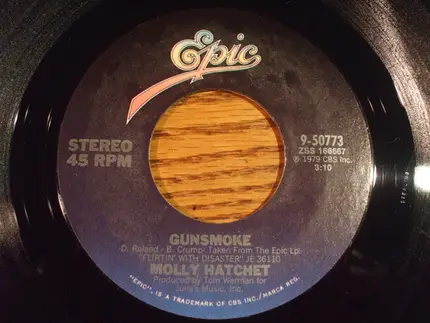 Epic
STEREO
45 RPM
9-50773
ZSS 166567
℗ 1979 CBS Inc.
3:10
GUNSMOKE
D. Roland - B. Crump Taken From The Epic Lp
"FLIRTIN' WITH DISASTER" JE 36110
MOLLY HATCHET
Produced by Tom Werman for
Julie's Music, Inc.
"EPIC", IS A TRADEMARK OF CBS INC./MARCA REG.